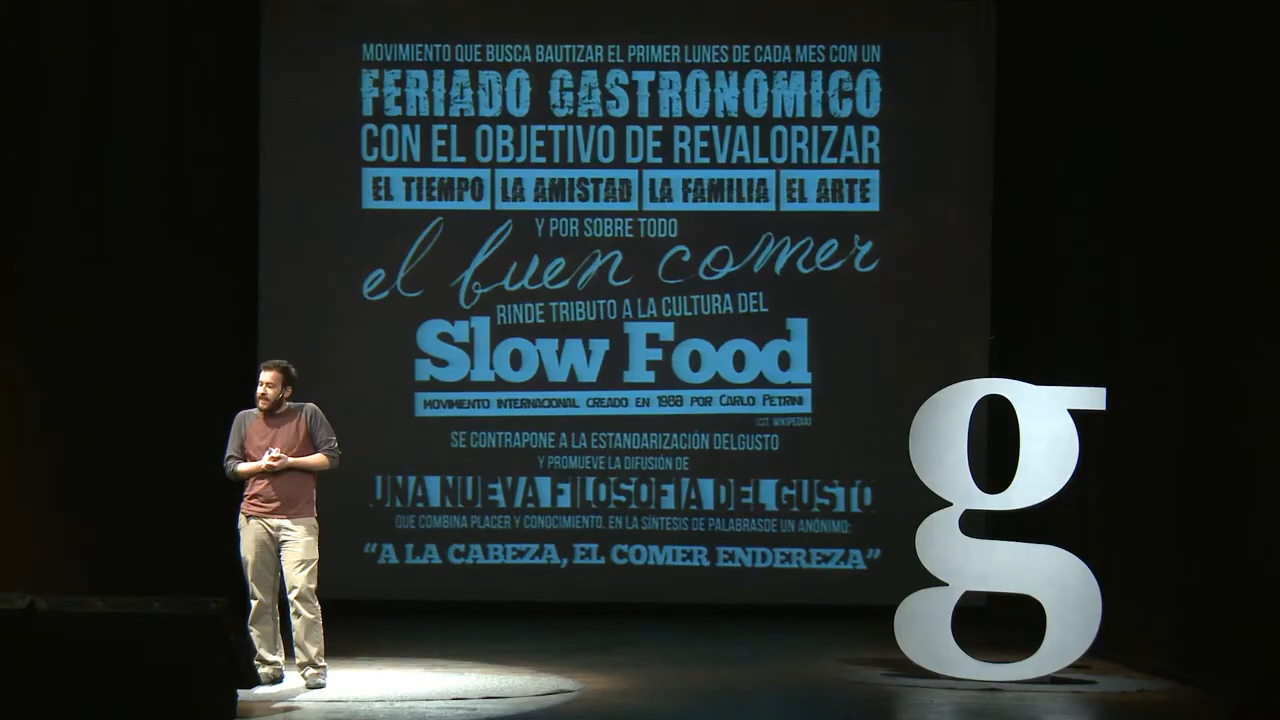 MOVIMIENTO QUE BUSCA BAUTIZAR EL PRIMER LUNES DE CADA MES CON UN
FERIADO GASTRONOMICO
CON EL OBJETIVO DE REVALORIZAR
EL TIEMPO LA AMISTAD LA FAMILIA EL ARTE
Y POR SOBRE TODO
el buen comer
RINDE TRIBUTO A LA CULTURA DEL
Slow Food
MOVIMIENTO INTERNACIONAL CREADO EN 1988 POR CARLO PETRINI
(CIT. WIKIPEDIA)
SE CONTRAPONE A LA ESTANDARIZACIÓN DELGUSTO
Y PROMUEVE LA DIFUSIÓN DE
UNA NUEVA FILOSOFIA DEL GUSTO
QUE COMBINA PLACER Y CONOCIMIENTO. EN LA SÍNTESIS DE PALABRASDE UN ANÓNIMO:
“A LA CABEZA, EL COMER ENDEREZA”
g